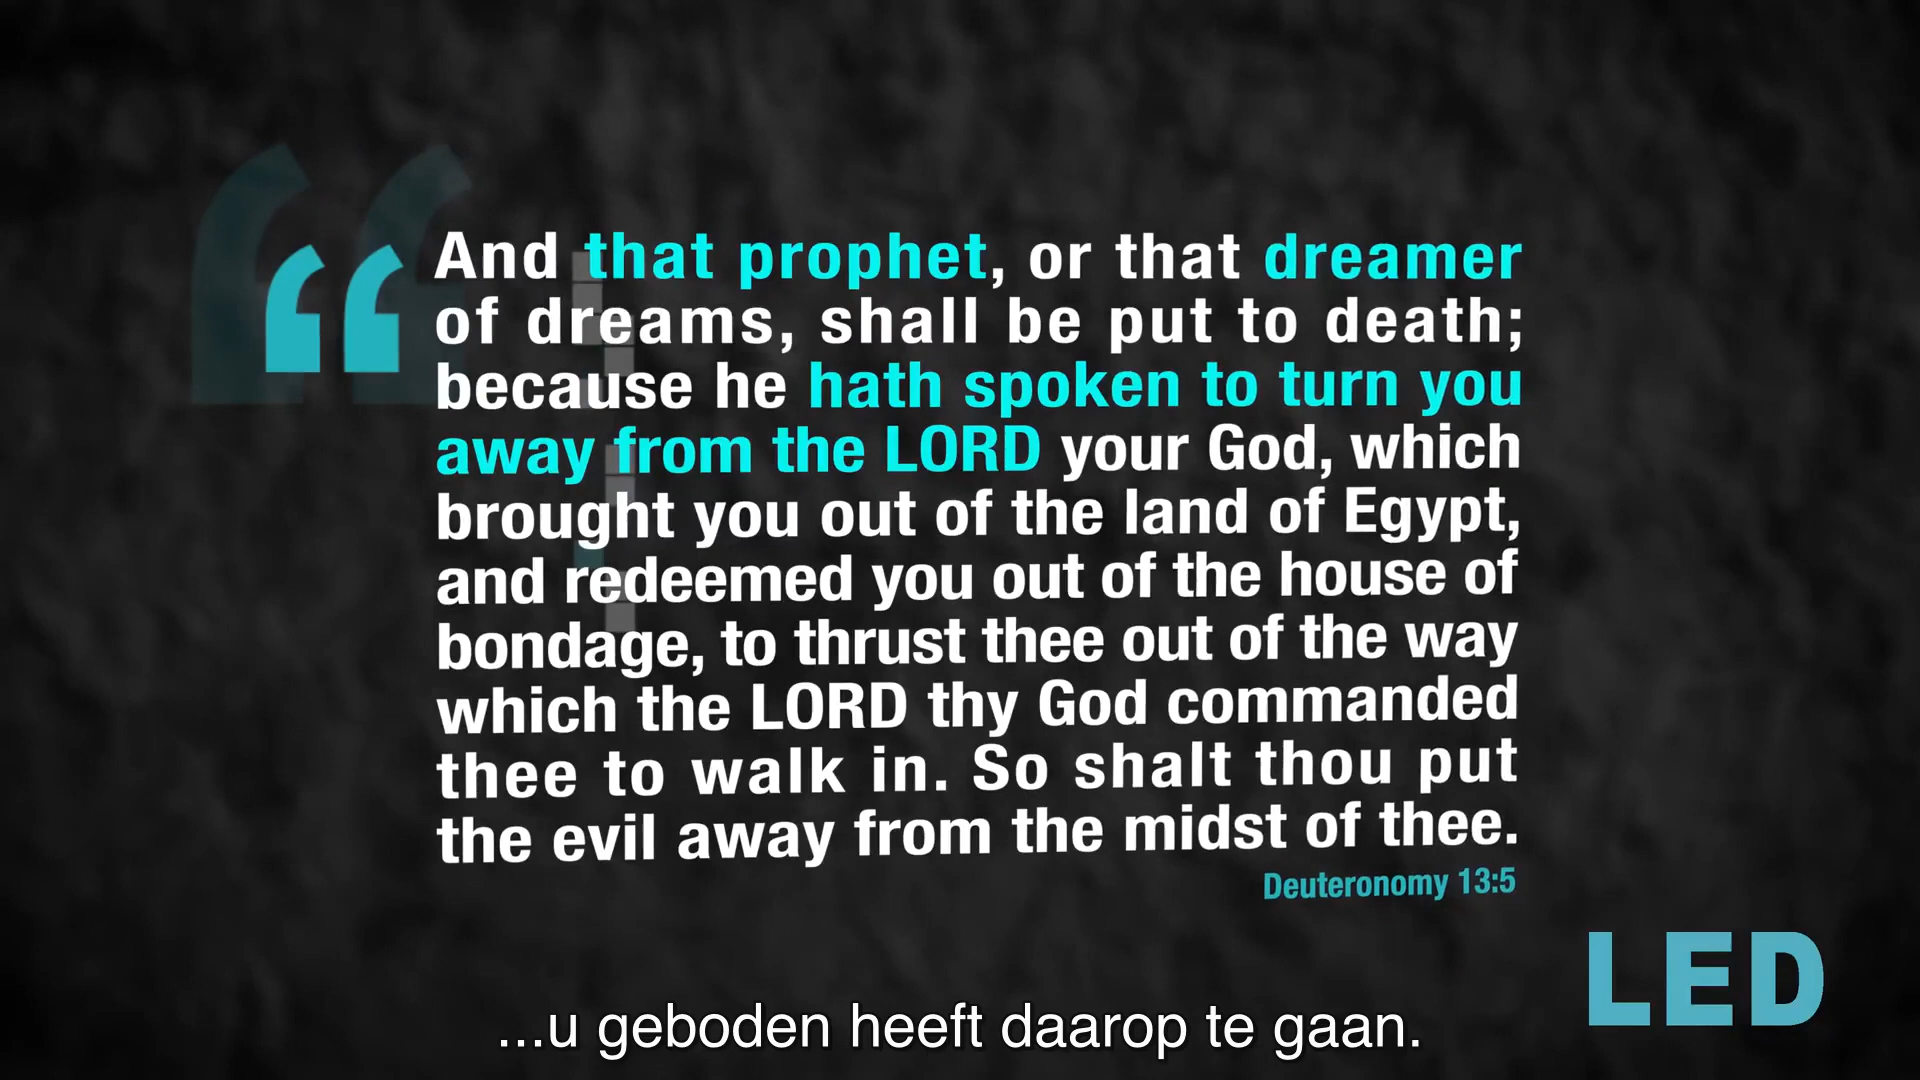 And that prophet, or that dreamer
of dreams, shall be put to death;
because he hath spoken to turn you
away from the LORD your God, which
brought you out of the land of Egypt,
and redeemed you out of the house of
bondage, to thrust thee out of the way
which the LORD thy God commanded
thee to walk in. So shalt thou put
the evil away from the midst of thee.
Deuteronomy 13:5
LED
...u geboden heeft daarop te gaan.